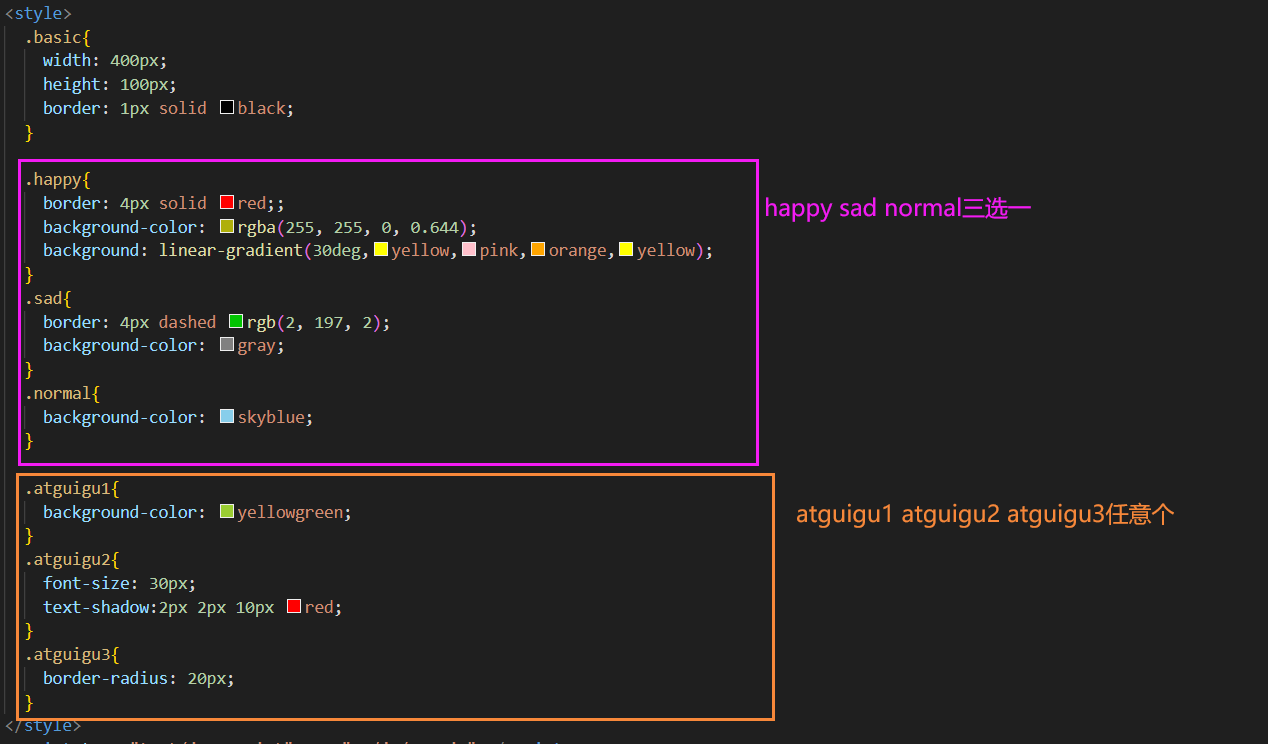 <style>
.basic{
width: 400px;
height: 100px;
border: 1px solid black;
}
.happy{
border: 4px solid red;;
background-color: rgba(255, 255, 0, 0.644);
background: linear-gradient(30deg,yellow,pink,orange,yellow);
}
.sad{
border: 4px dashed rgb(2, 197, 2);
background-color: gray;
}
.normal{
background-color: skyblue;
}
happy sad normal三选一
.atguigu1{
background-color: yellowgreen;
}
.atguigu2{
font-size: 30px;
text-shadow:2px 2px 10px red;
}
.atguigu3{
border-radius: 20px;
}
atguigu1 atguigu2 atguigu3任意个
</style>